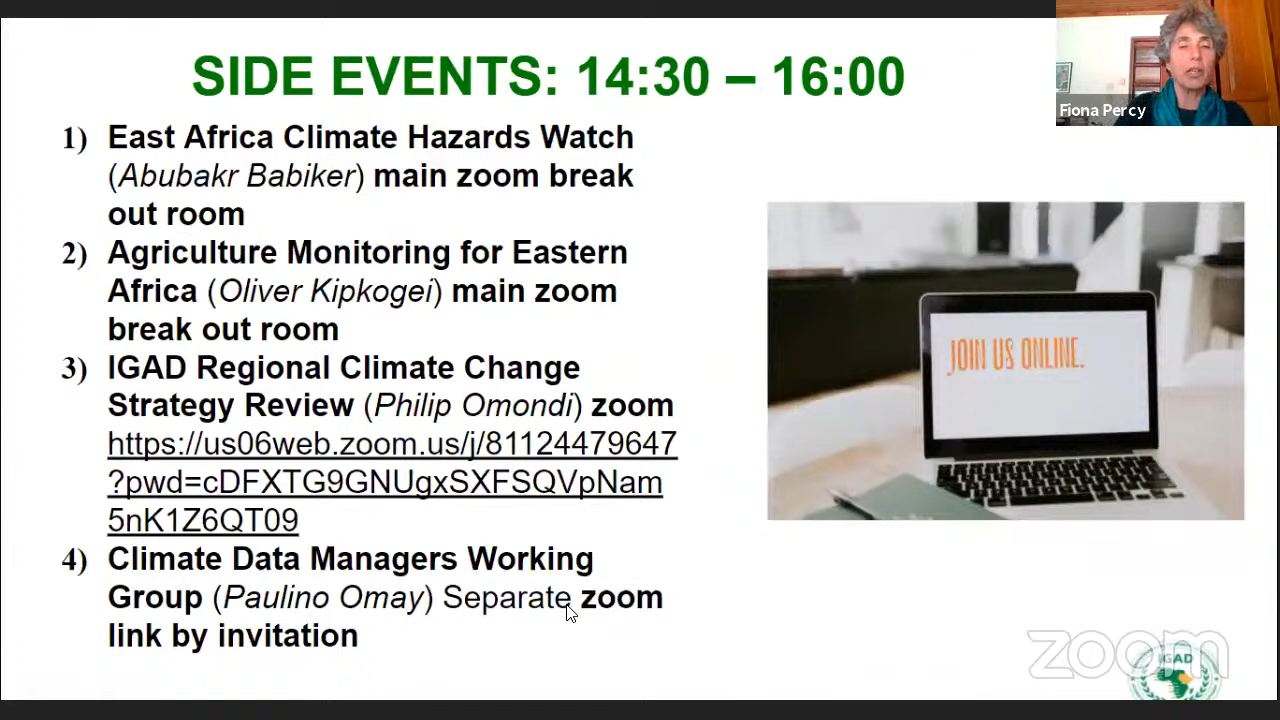 SIDE EVENTS: 14:30 – 16:00
Fiona Percy
1) East Africa Climate Hazards Watch
(Abubakr Babiker) main zoom break
out room
2) Agriculture Monitoring for Eastern
Africa (Oliver Kipkogei) main zoom
break out room
3) IGAD Regional Climate Change
Strategy Review (Philip Omondi) zoom
https://us06web.zoom.us/j/81124479647
?pwd=cDFXTG9GNUgxSXFSQVpNam
5nK1Z6QT09
4) Climate Data Managers Working
Group (Paulino Omay) Separate zoom
link by invitation
JOIN US ONLINE.
zoom
IGAD